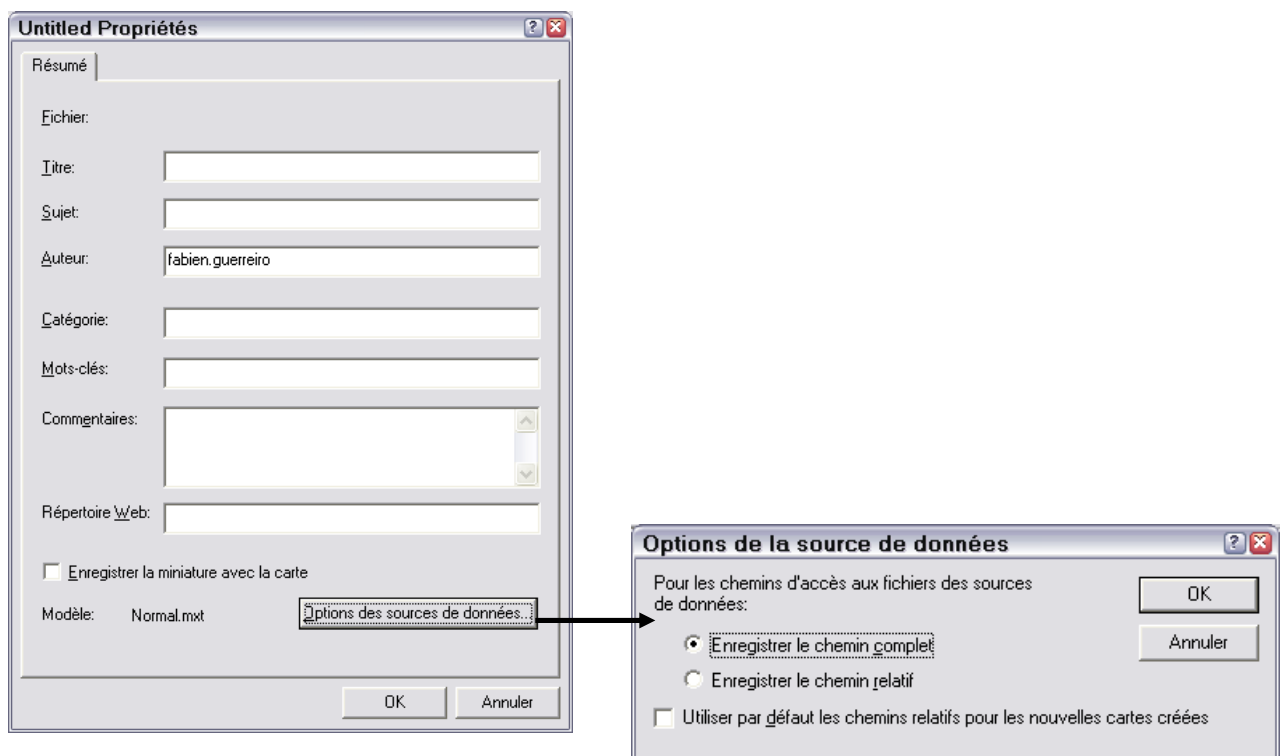 Untitled Propriétés
Résumé
Fichier:
Titre:
Sujet:
Auteur: fabien.guerreiro
Catégorie:
Mots-clés:
Commentaires:
Répertoire Web:
Enregistrer la miniature avec la carte
Modèle: Normal.mxt Options des sources de données...
OK Annuler
Options de la source de données
Pour les chemins d'accès aux fichiers des sources
de données:
OK
Annuler
Enregistrer le chemin complet
Enregistrer le chemin relatif
Utiliser par défaut les chemins relatifs pour les nouvelles cartes créées